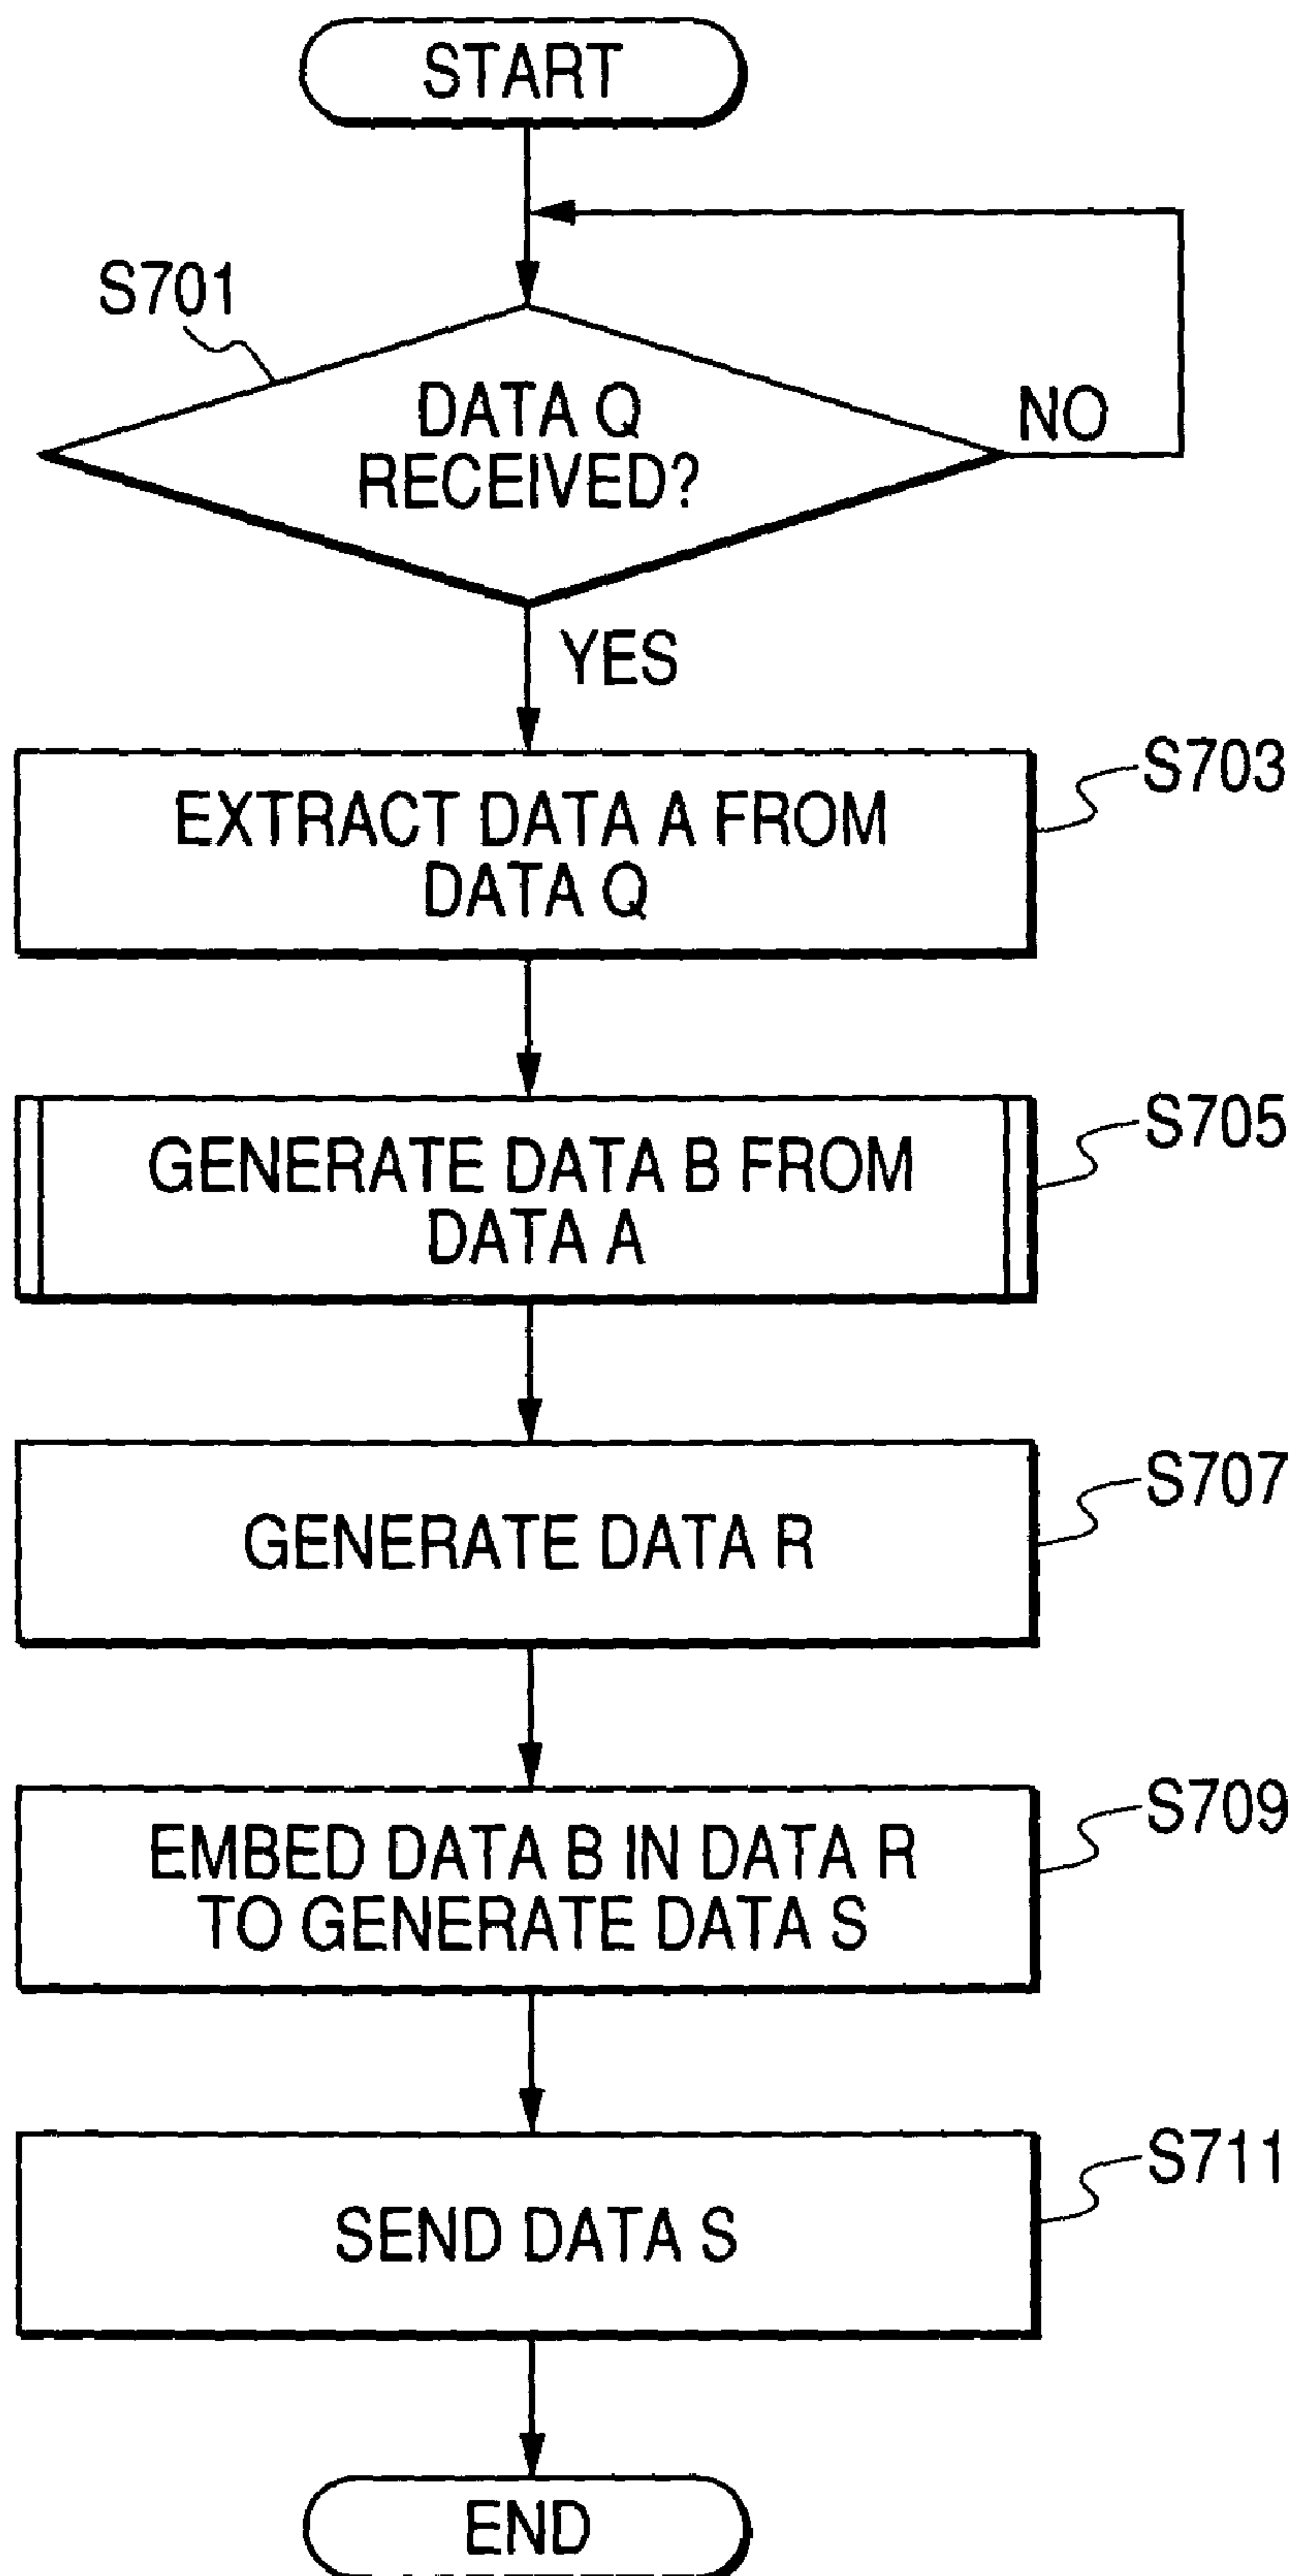 START
S701
DATA Q
RECEIVED?
NO
YES
S703
EXTRACT DATA A FROM
DATA Q
S705
GENERATE DATA B FROM
DATA A
S707
GENERATE DATA R
S709
EMBED DATA B IN DATA R
TO GENERATE DATA S
S711
SEND DATA S
END